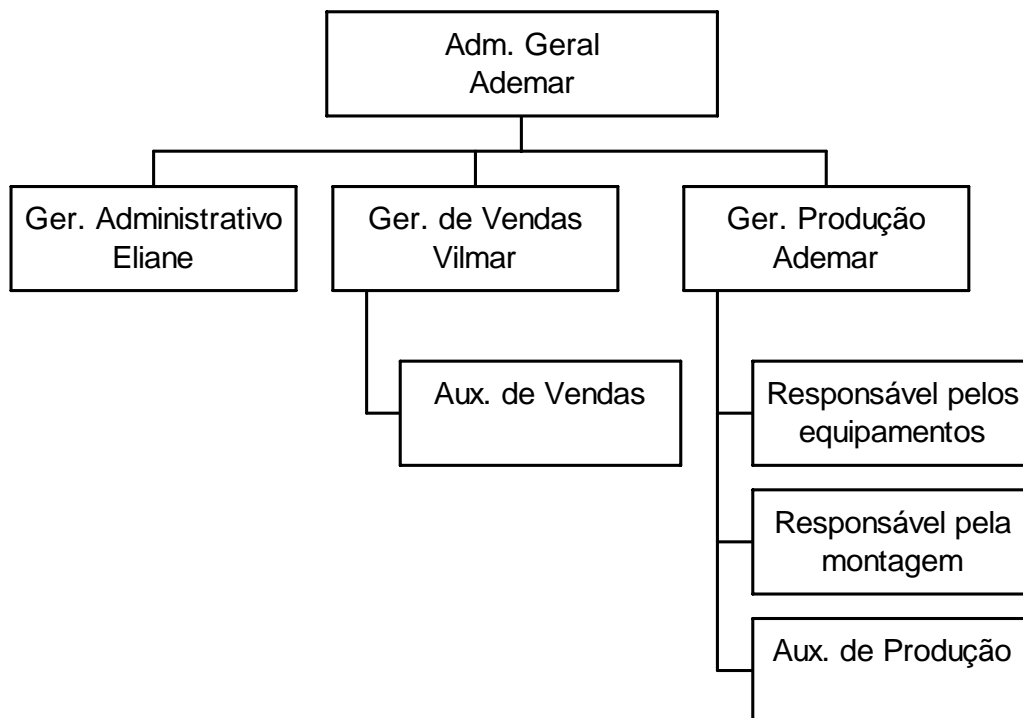 Adm. Geral
Ademar
Ger. Administrativo
Eliane
Ger. de Vendas
Vilmar
Ger. Produção
Ademar
Aux. de Vendas
Responsável pelos
equipamentos
Responsável pela
montagem
Aux. de Produção